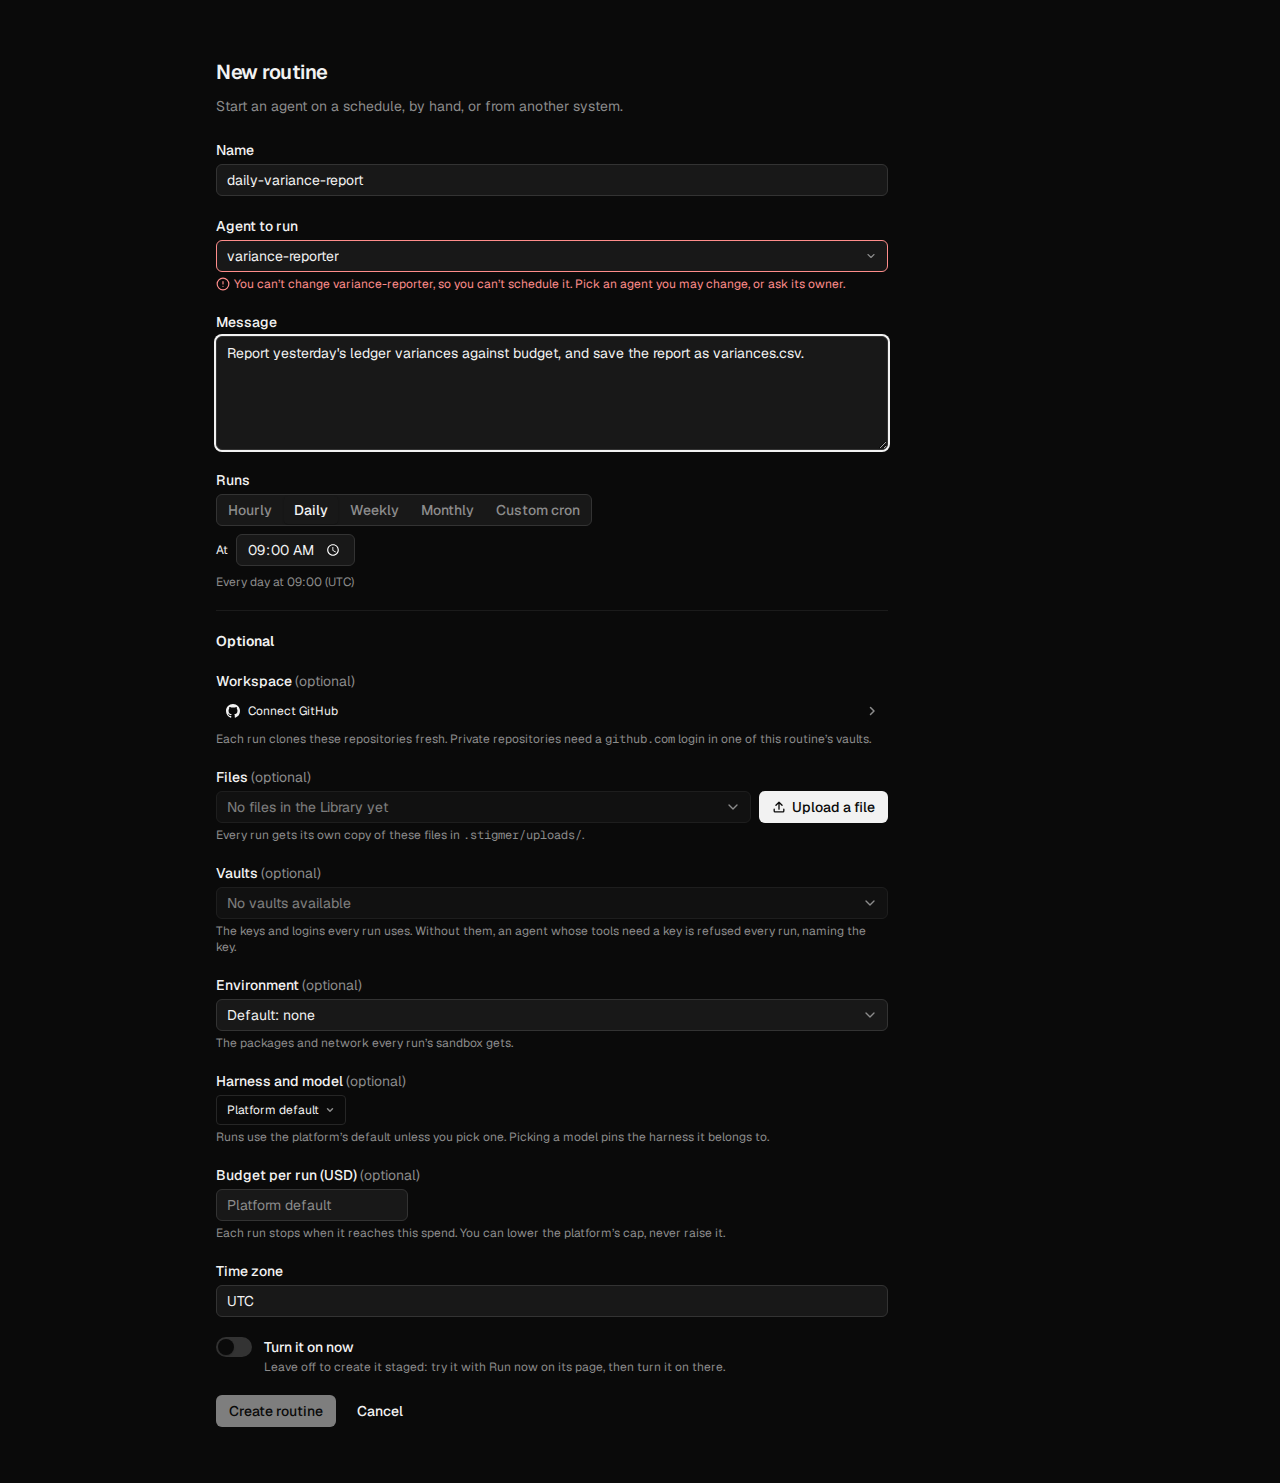 New routine
Start an agent on a schedule, by hand, or from another system.
Name
daily-variance-report
Agent to run
variance-reporter
You can't change variance-reporter, so you can't schedule it. Pick an agent you may change, or ask its owner.
Message
Report yesterday's ledger variances against budget, and save the report as variances.csv.
Runs
Hourly Daily Weekly Monthly Custom cron
At 09:00 AM
Every day at 09:00 (UTC)
Optional
Workspace (optional)
Connect GitHub
Each run clones these repositories fresh. Private repositories need a github.com login in one of this routine's vaults.
Files (optional)
No files in the Library yet Upload a file
Every run gets its own copy of these files in .stigmer/uploads/.
Vaults (optional)
No vaults available
The keys and logins every run uses. Without them, an agent whose tools need a key is refused every run, naming the
key.
Environment (optional)
Default: none
The packages and network every run's sandbox gets.
Harness and model (optional)
Platform default
Runs use the platform's default unless you pick one. Picking a model pins the harness it belongs to.
Budget per run (USD) (optional)
Platform default
Each run stops when it reaches this spend. You can lower the platform's cap, never raise it.
Time zone
UTC
Turn it on now
Leave off to create it staged: try it with Run now on its page, then turn it on there.
Create routine Cancel